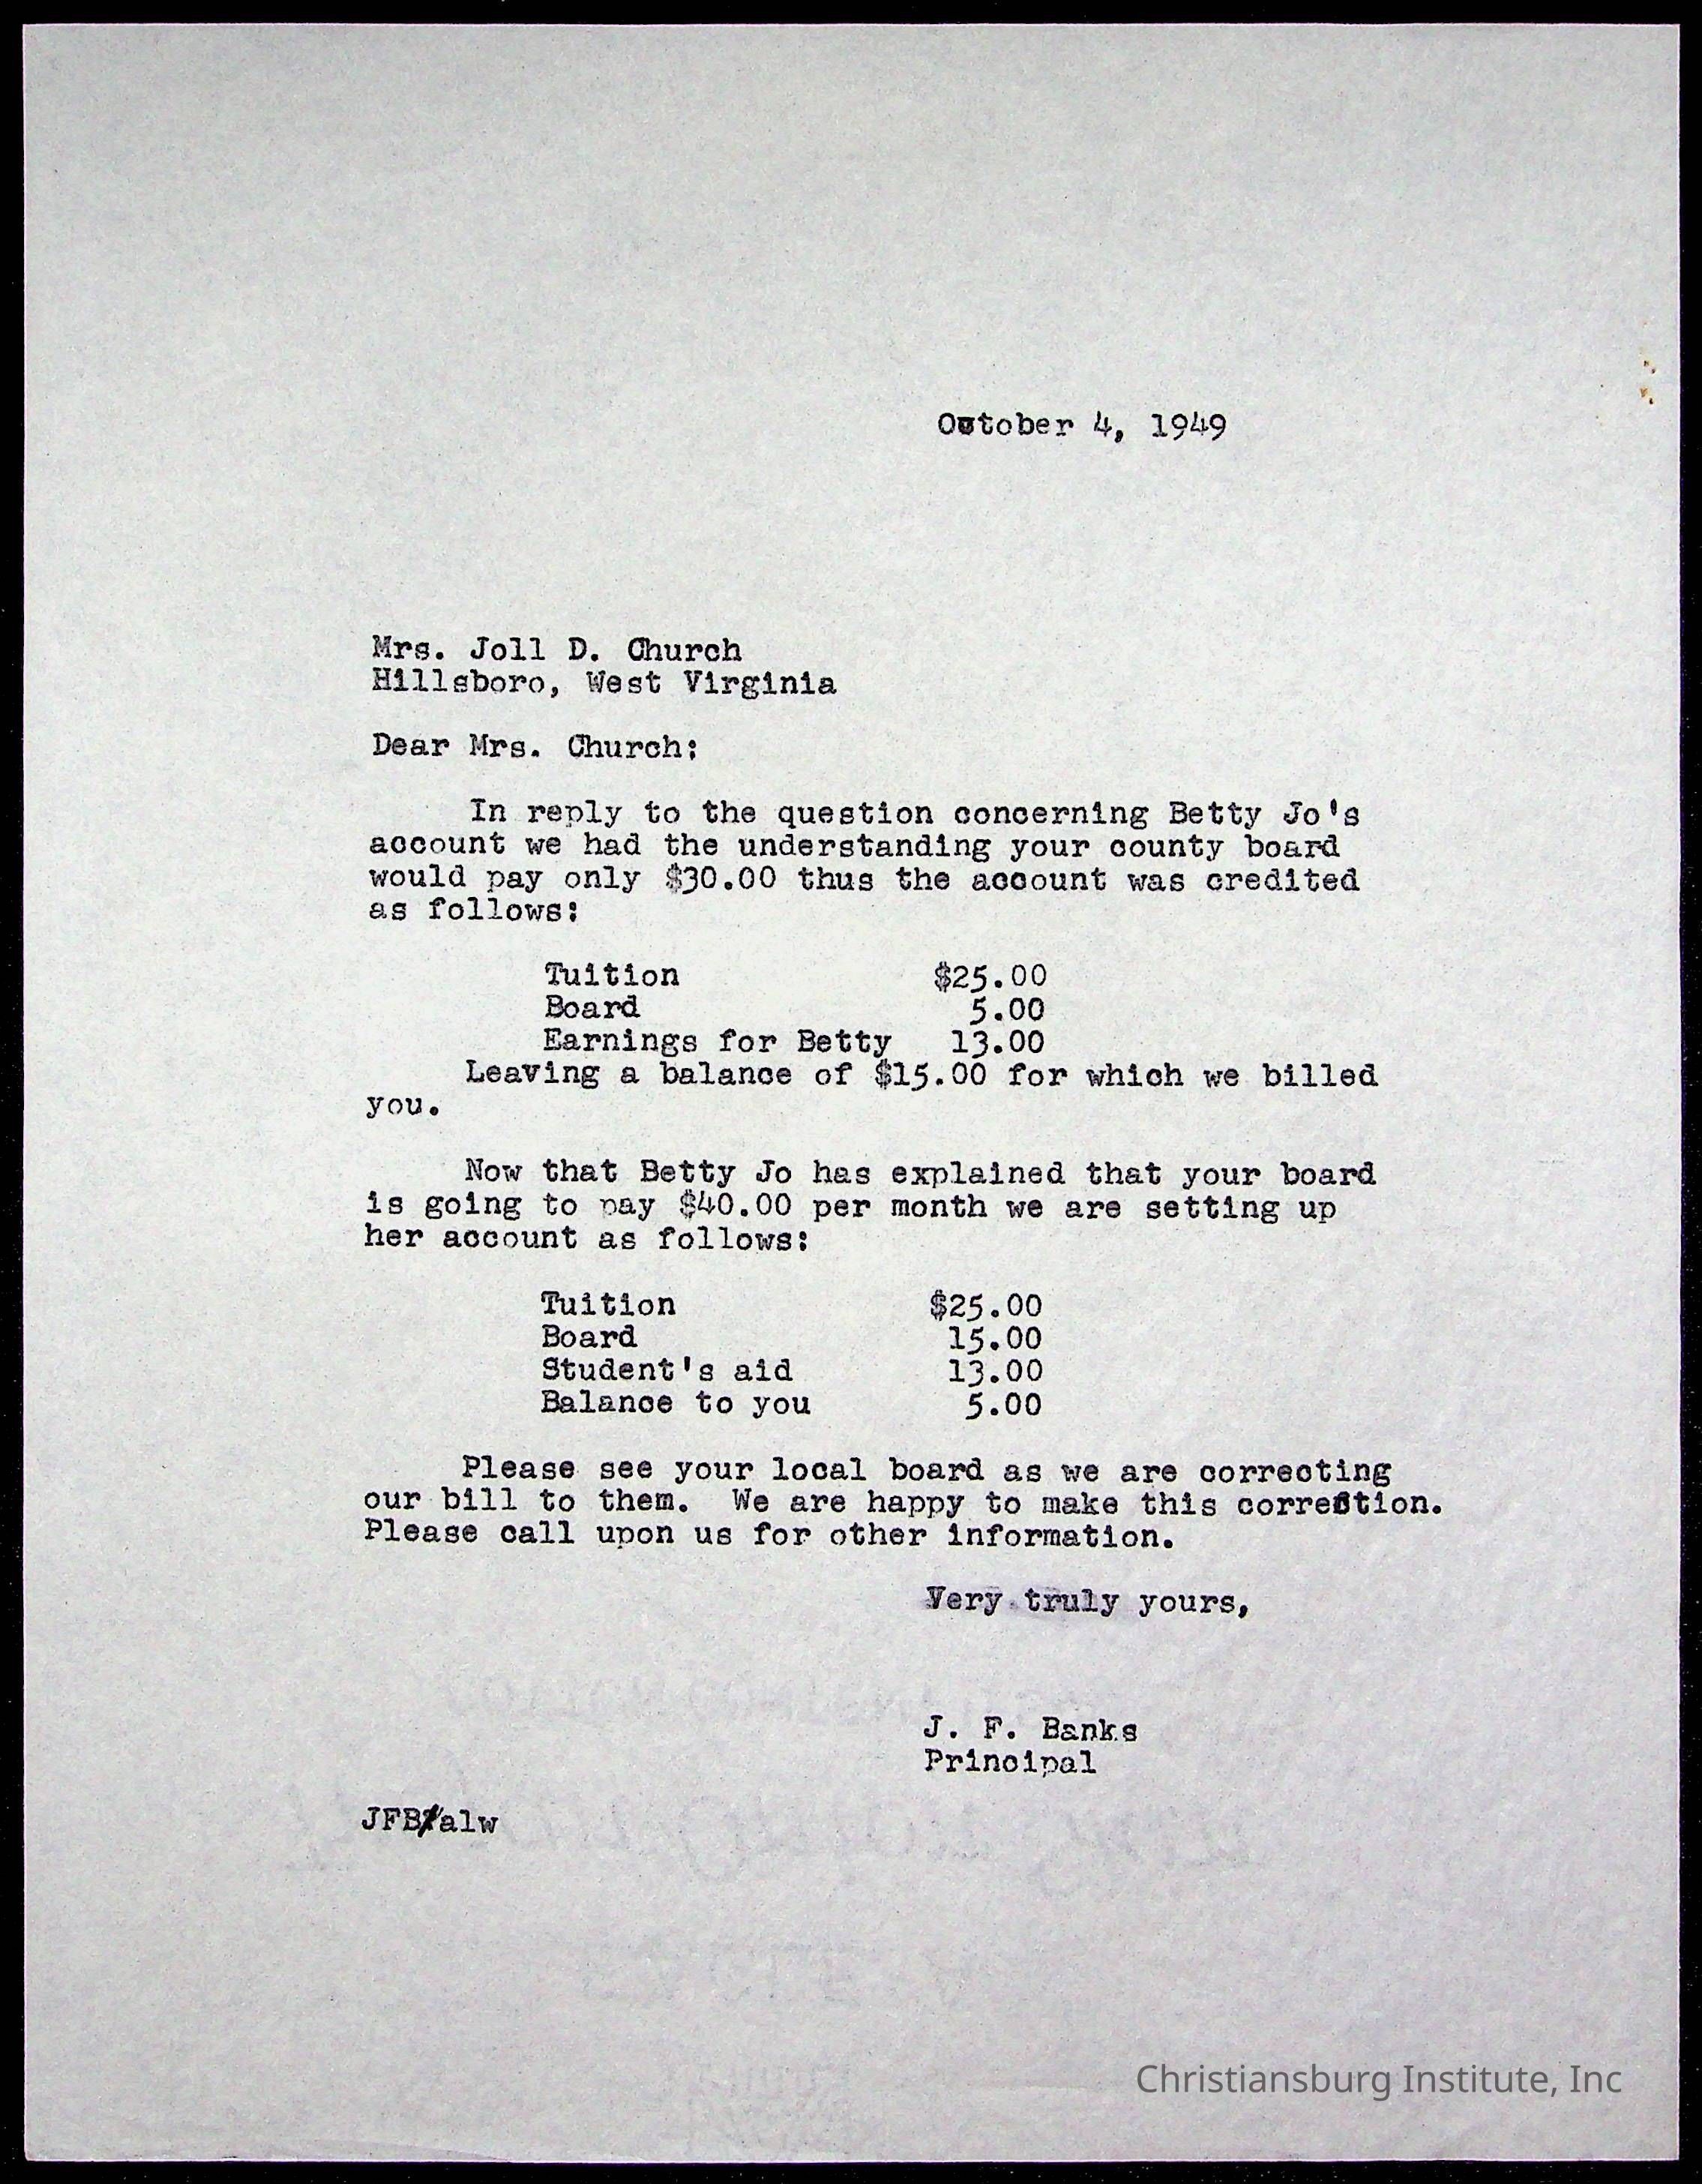 October 4, 1949
Mrs. Joll D. Church
Hillsboro, West Virginia
Dear Mrs. Church:
In reply to the question concerning Betty Jo's
account we had the understanding your county board
would pay only $30.00 thus the account was credited
as follows:
Tuition $25.00
Board 5.00
Earnings for Betty 13.00
Leaving a balance of $15.00 for which we billed
you.
Now that Betty Jo has explained that your board
is going to pay $40.00 per month we are setting up
her account as follows:
Tuition $25.00
Board 15.00
Student's aid 13.00
Balance to you 5.00
Please see your local board as we are correcting
our bill to them. We are happy to make this correction.
Please call upon us for other information.
Very truly yours,
J. F. Banks
Principal
JFB/alw
Christiansburg Institute, Inc